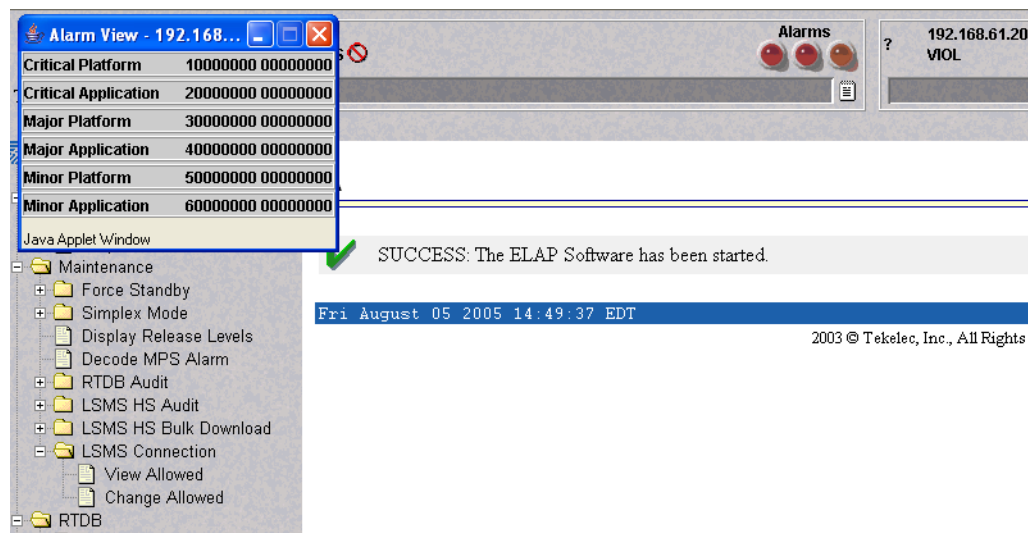 Alarm View - 192.168...
Critical Platform 10000000 00000000
Critical Application 20000000 00000000
Major Platform 30000000 00000000
Major Application 40000000 00000000
Minor Platform 50000000 00000000
Minor Application 60000000 00000000
Java Applet Window
Alarms
? 192.168.61.20
VIOL
SUCCESS: The ELAP Software has been started.
Fri August 05 2005 14:49:37 EDT
2003 © Tekelec, Inc., All Rights
Maintenance
Force Standby
Simplex Mode
Display Release Levels
Decode MPS Alarm
RTDB Audit
LSMS HS Audit
LSMS HS Bulk Download
LSMS Connection
View Allowed
Change Allowed
RTDB